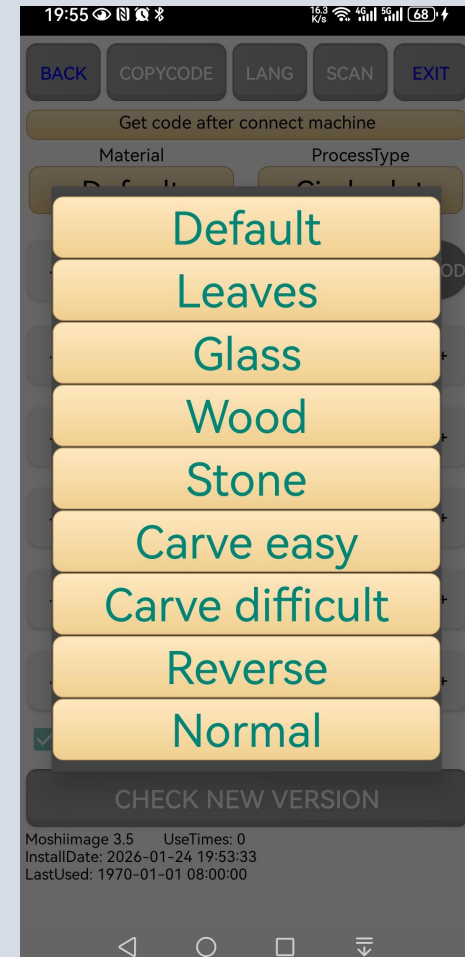 19:55 16.3 K/s 4G 5G 68
BACK COPYCODE LANG SCAN EXIT
Get code after connect machine
Material ProcessType
Default
Leaves
Glass
Wood
Stone
Carve easy
Carve difficult
Reverse
Normal
CHECK NEW VERSION
Moshiimage 3.5 UseTimes: 0
InstallDate: 2026-01-24 19:53:33
LastUsed: 1970-01-01 08:00:00